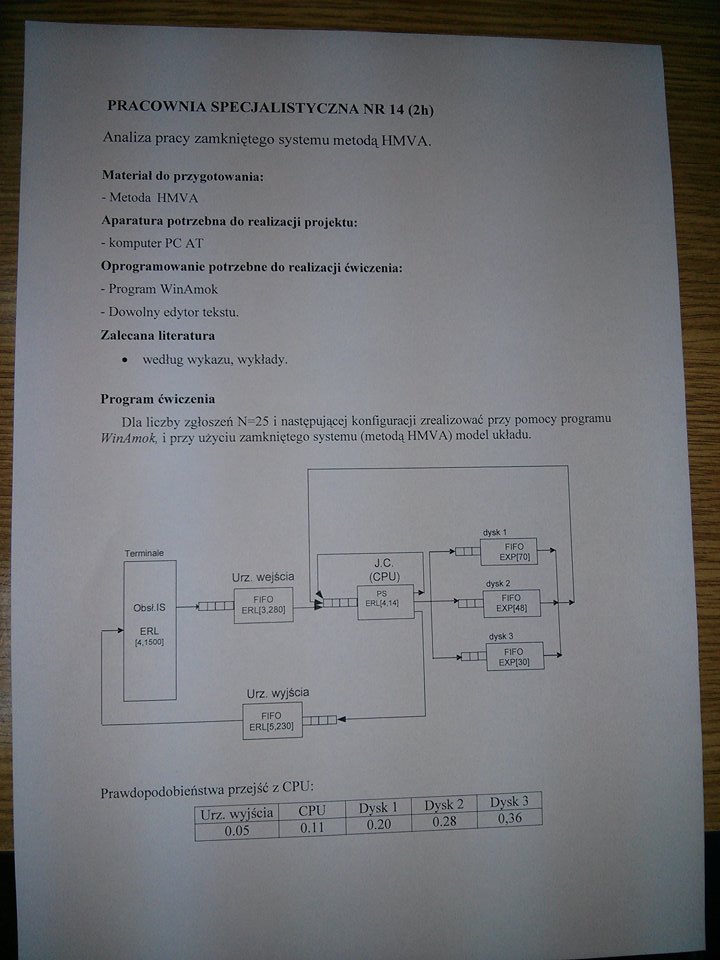 PRACOWNIA SPECJALISTYCZNA NR 14 (2h)
Analiza pracy zamkniętego systemu metodą HMVA.
Materiał do przygotowania:
- Metoda HMVA
Aparatura potrzebna do realizacji projektu:
- komputer PC AT
Oprogramowanie potrzebne do realizacji ćwiczenia:
- Program WinAmok
- Dowolny edytor tekstu.
Zalecana literatura
• według wykazu, wykłady.
Program ćwiczenia
Dla liczby zgłoszeń N=25 i następującej konfiguracji zrealizować przy pomocy programu
WinAmok, i przy użyciu zamkniętego systemu (metodą HMVA) model układu.
Terminale
Obsł.IS
ERL
[4,1500]
Urz. wejścia
FIFO
ERL[3,280]
J.C.
(CPU)
PS
ERL[4,14]
dysk 1
FIFO
EXP[70]
dysk 2
FIFO
EXP[48]
dysk 3
FIFO
EXP[30]
Urz. wyjścia
FIFO
ERL[5,230]
Prawdopodobieństwa przejść z CPU:
Urz. wyjścia CPU Dysk 1 Dysk 2 Dysk 3
0.05 0.11 0.20 0.28 0,36